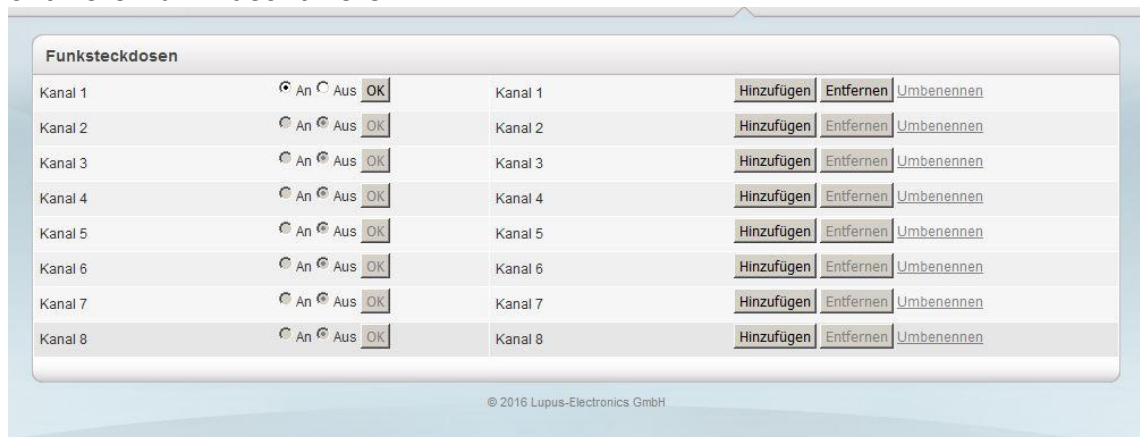 Funksteckdosen
Kanal 1 An Aus OK Kanal 1 Hinzufügen Entfernen Umbenennen
Kanal 2 An Aus OK Kanal 2 Hinzufügen Entfernen Umbenennen
Kanal 3 An Aus OK Kanal 3 Hinzufügen Entfernen Umbenennen
Kanal 4 An Aus OK Kanal 4 Hinzufügen Entfernen Umbenennen
Kanal 5 An Aus OK Kanal 5 Hinzufügen Entfernen Umbenennen
Kanal 6 An Aus OK Kanal 6 Hinzufügen Entfernen Umbenennen
Kanal 7 An Aus OK Kanal 7 Hinzufügen Entfernen Umbenennen
Kanal 8 An Aus OK Kanal 8 Hinzufügen Entfernen Umbenennen
© 2016 Lupus-Electronics GmbH